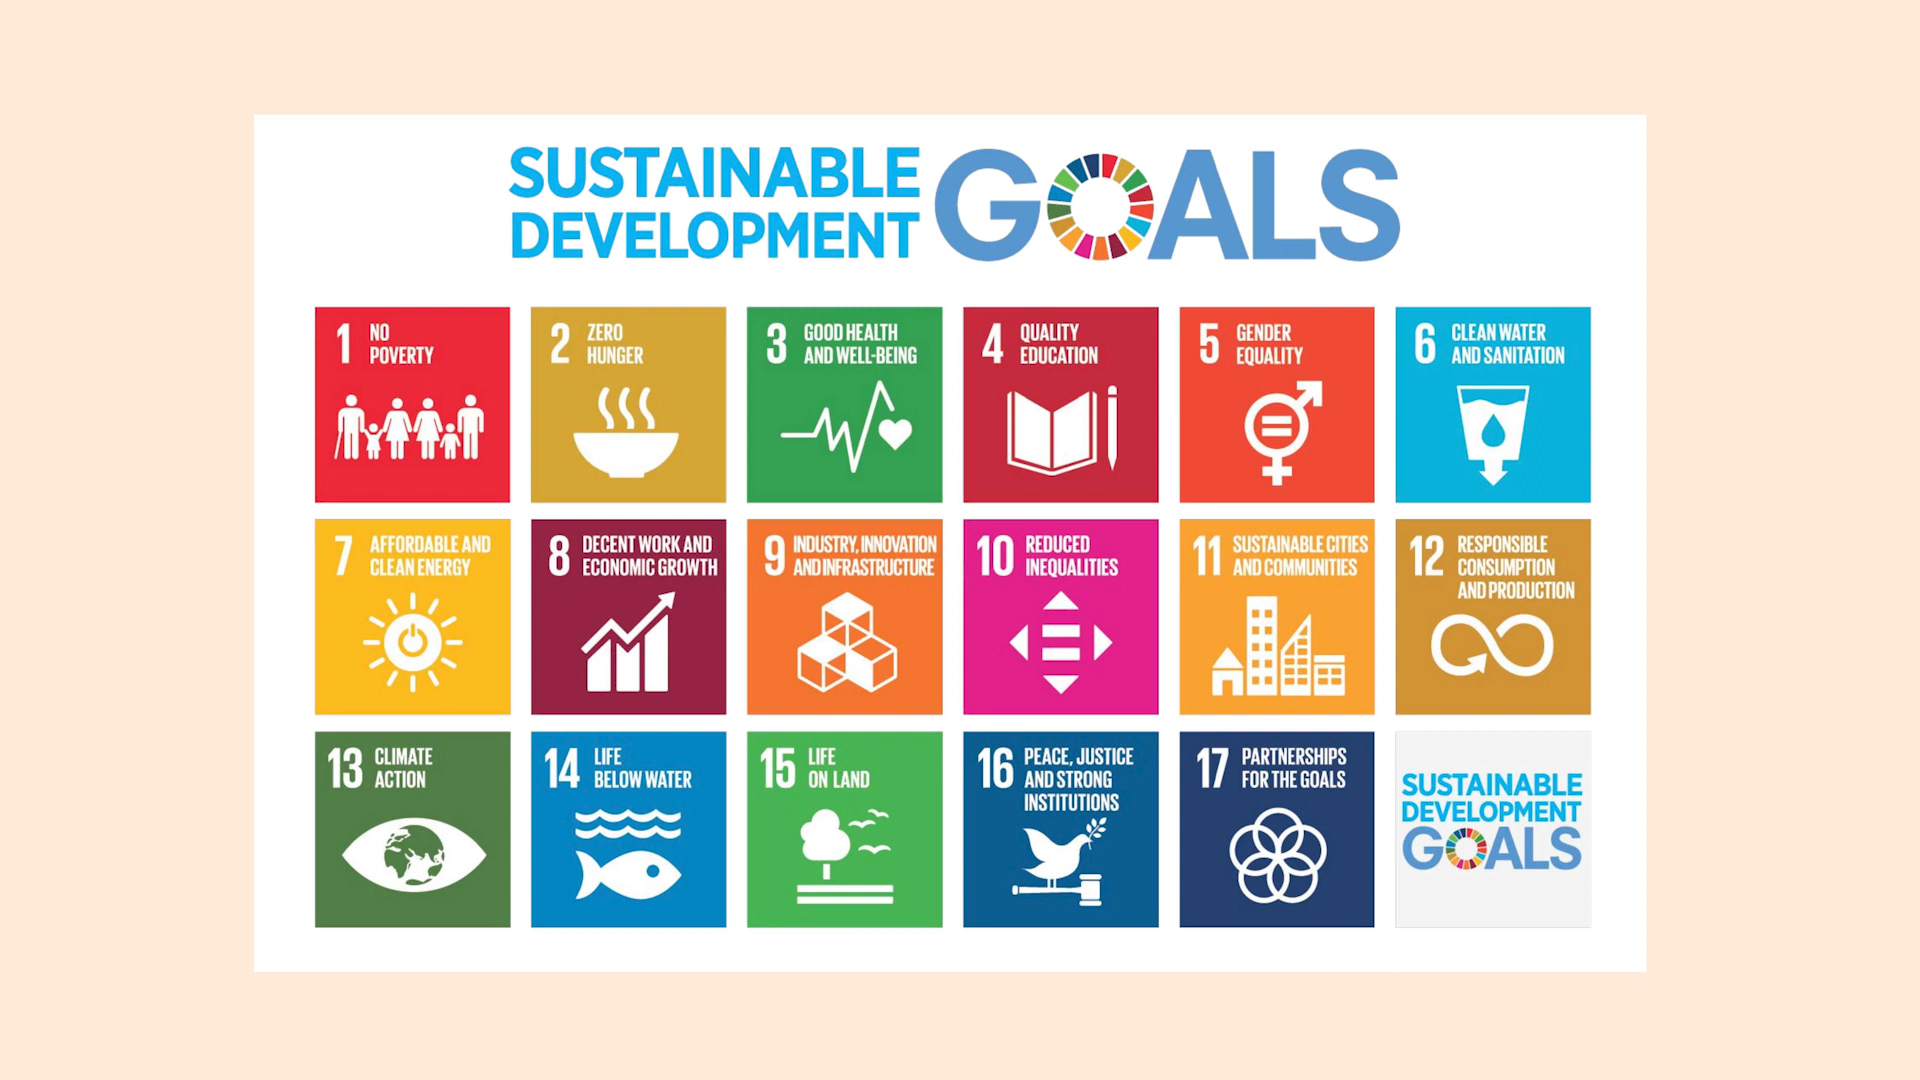 SUSTAINABLE
DEVELOPMENT
GOALS
1 NO
POVERTY
2 ZERO
HUNGER
3 GOOD HEALTH
AND WELL-BEING
4 QUALITY
EDUCATION
5 GENDER
EQUALITY
6 CLEAN WATER
AND SANITATION
7 AFFORDABLE AND
CLEAN ENERGY
8 DECENT WORK AND
ECONOMIC GROWTH
9 INDUSTRY, INNOVATION
AND INFRASTRUCTURE
10 REDUCED
INEQUALITIES
11 SUSTAINABLE CITIES
AND COMMUNITIES
12 RESPONSIBLE
CONSUMPTION
AND PRODUCTION
13 CLIMATE
ACTION
14 LIFE
BELOW WATER
15 LIFE
ON LAND
16 PEACE, JUSTICE
AND STRONG
INSTITUTIONS
17 PARTNERSHIPS
FOR THE GOALS
SUSTAINABLE
DEVELOPMENT
GOALS